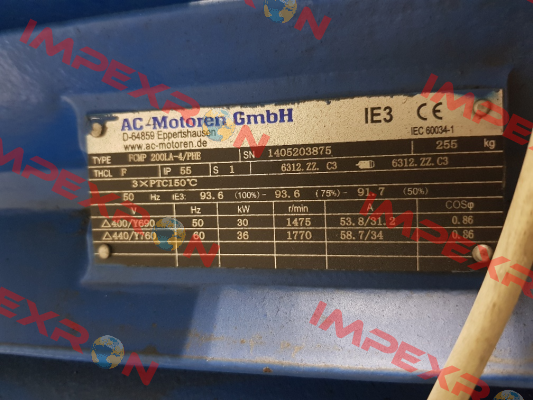 IMPEXRON
AC-Motoren GmbH
IE3 CE
D-64859 Eppertshausen
IEC 60034-1
www.ac-motoren.de
TYPE FCMP 200LA-4/PHE SN 1405203875 255 kg
THCL F IP 55 S 1 6312.ZZ.C3 6312.ZZ.C3
3×PTC150℃
50 Hz IE3: 93.6 (100%)- 93.6 (75%)- 91.7 (50%)
V Hz kW r/min A COSφ
△400/Y690 50 30 1475 53.8/31.2 0.86
△440/Y760 60 36 1770 58.7/34 0.86
IMPEXRON
IMPEXRON